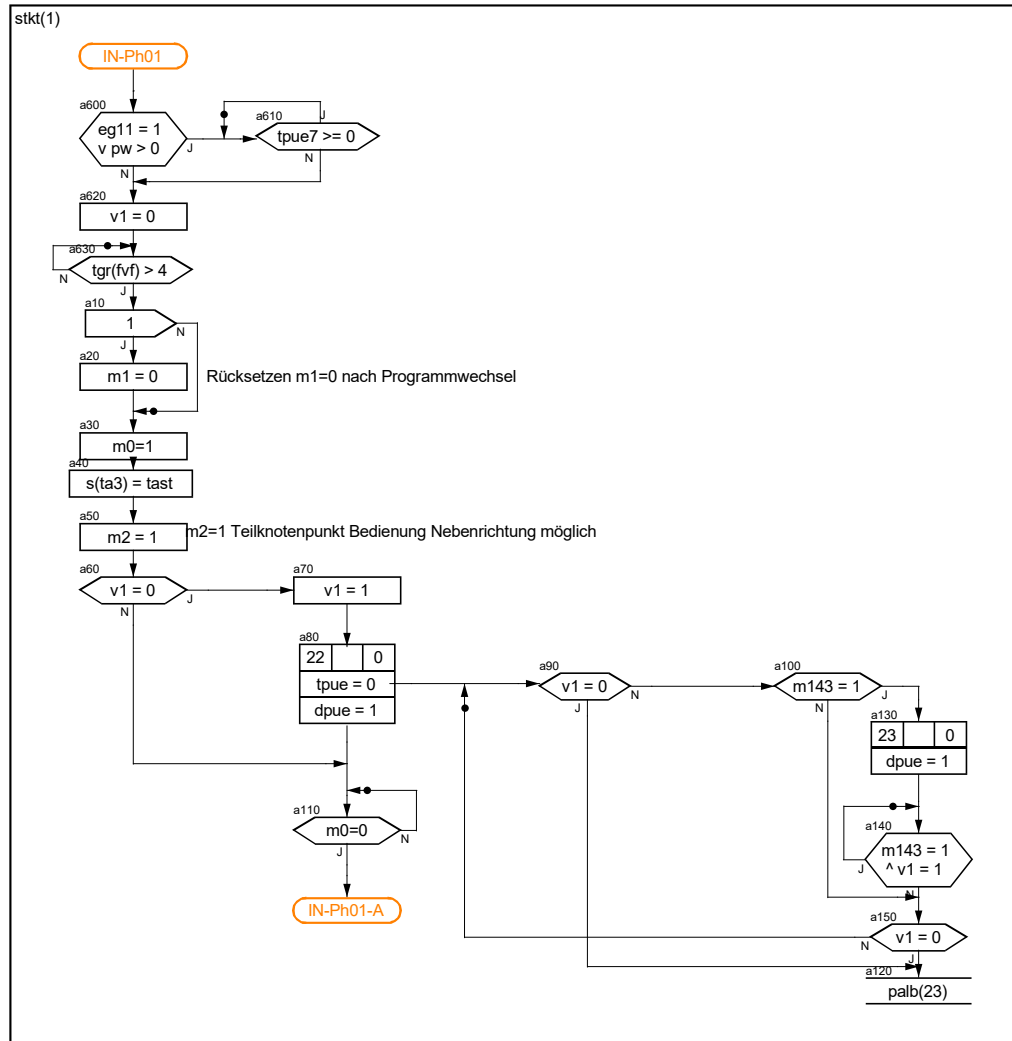 stkt(1)
IN-Ph01
a600
eg11 = 1
v pw > 0
J
N
a610
tpue7 >= 0
J
N
a620
v1 = 0
a630
tgr(fvf) > 4
N
J
a10
1
N
J
a20
m1 = 0
Rücksetzen m1=0 nach Programmwechsel
a30
m0=1
a40
s(ta3) = tast
a50
m2 = 1
m2=1 Teilknotenpunkt Bedienung Nebenrichtung möglich
a60
v1 = 0
J
N
a70
v1 = 1
a80
22 0
tpue = 0
dpue = 1
a90
v1 = 0
N
J
a100
m143 = 1
J
N
a130
23 0
dpue = 1
a110
m0=0
N
J
a140
m143 = 1
^ v1 = 1
J
N
IN-Ph01-A
a150
v1 = 0
N
J
a120
palb(23)